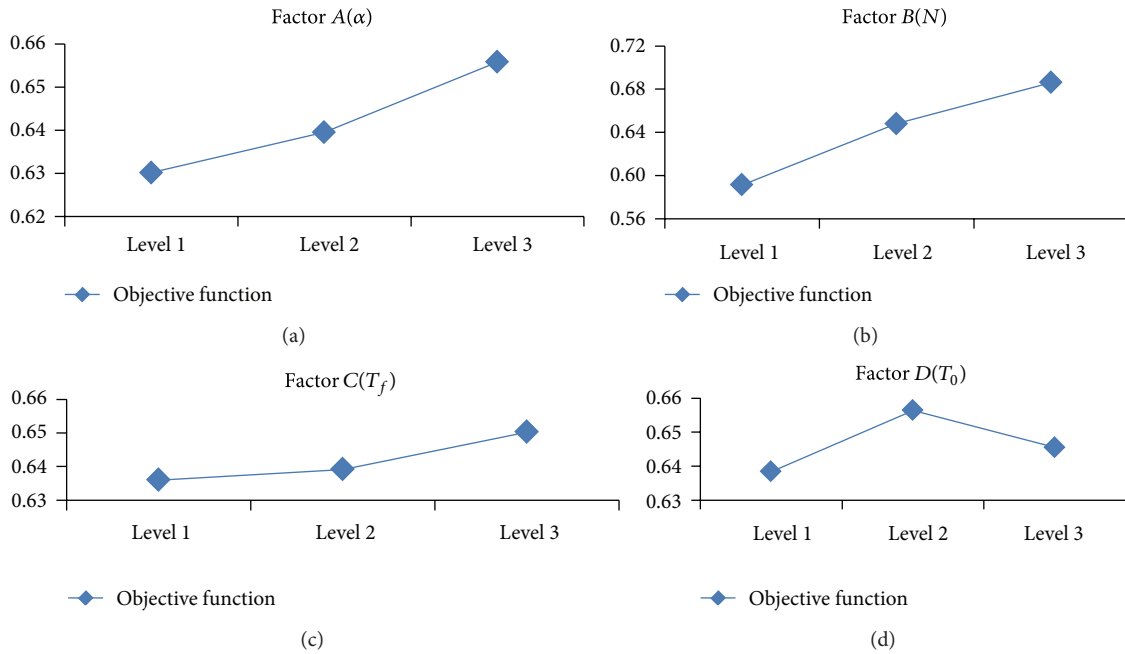 Factor A(α)
0.66
0.65
0.64
0.63
0.62
Level 1 Level 2 Level 3
Objective function
(a)
Factor B(N)
0.72
0.68
0.64
0.60
0.56
Level 1 Level 2 Level 3
Objective function
(b)
Factor C(T_f)
0.66
0.65
0.64
0.63
Level 1 Level 2 Level 3
Objective function
(c)
Factor D(T_0)
0.66
0.65
0.64
0.63
Level 1 Level 2 Level 3
Objective function
(d)